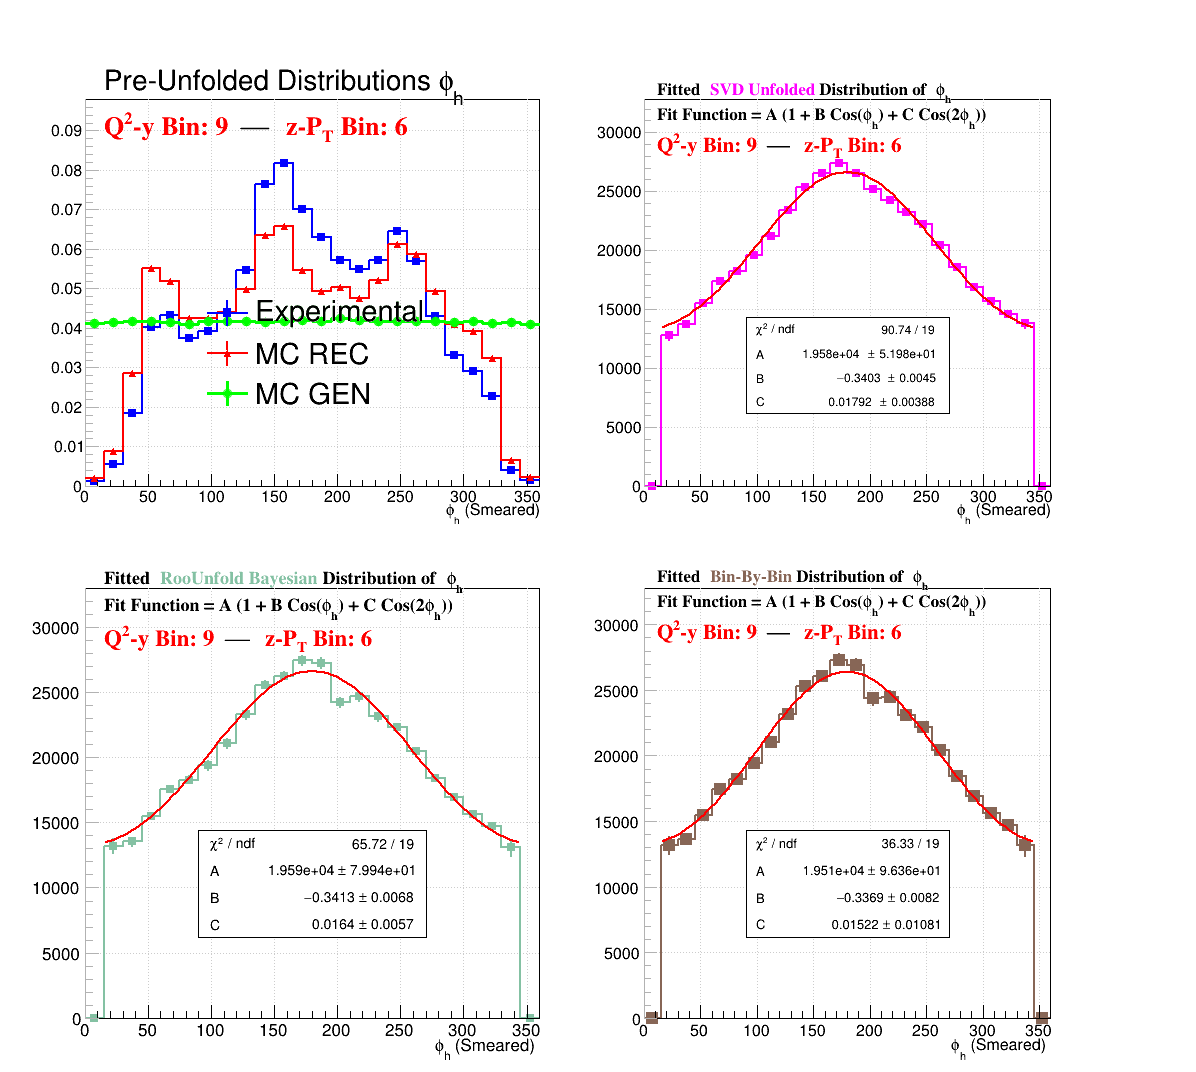 Pre-Unfolded Distributions ϕh
Q2-y Bin: 9 — z-PT Bin: 6
0.09
0.08
0.07
0.06
0.05
0.04
0.03
0.02
0.01
0
Experimental
MC REC
MC GEN
0 50 100 150 200 250 300 350
ϕh (Smeared)
Fitted SVD Unfolded Distribution of ϕh
Fit Function = A (1 + B Cos(ϕh) + C Cos(2ϕh))
Q2-y Bin: 9 — z-PT Bin: 6
30000
25000
20000
15000
10000
5000
0
χ2 / ndf 90.74 / 19
A 1.958e+04 ± 5.198e+01
B −0.3403 ± 0.0045
C 0.01792 ± 0.00388
0 50 100 150 200 250 300 350
ϕh (Smeared)
Fitted RooUnfold Bayesian Distribution of ϕh
Fit Function = A (1 + B Cos(ϕh) + C Cos(2ϕh))
Q2-y Bin: 9 — z-PT Bin: 6
30000
25000
20000
15000
10000
5000
0
χ2 / ndf 65.72 / 19
A 1.959e+04 ± 7.994e+01
B −0.3413 ± 0.0068
C 0.0164 ± 0.0057
0 50 100 150 200 250 300 350
ϕh (Smeared)
Fitted Bin-By-Bin Distribution of ϕh
Fit Function = A (1 + B Cos(ϕh) + C Cos(2ϕh))
Q2-y Bin: 9 — z-PT Bin: 6
30000
25000
20000
15000
10000
5000
0
χ2 / ndf 36.33 / 19
A 1.951e+04 ± 9.636e+01
B −0.3369 ± 0.0082
C 0.01522 ± 0.01081
0 50 100 150 200 250 300 350
ϕh (Smeared)